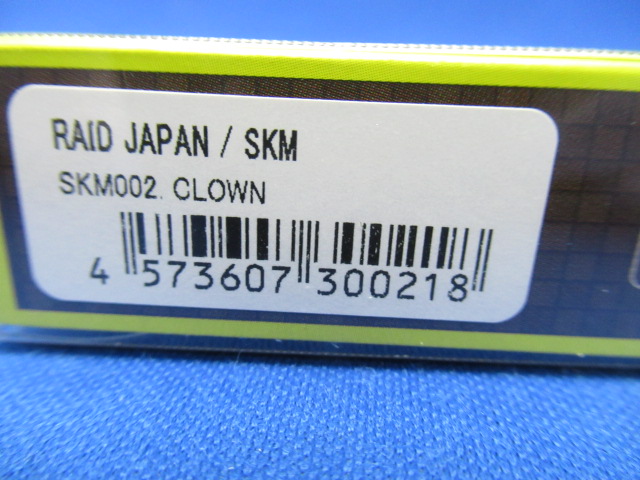 RAID JAPAN / SKM
SKM002. CLOWN
4 573607 300218